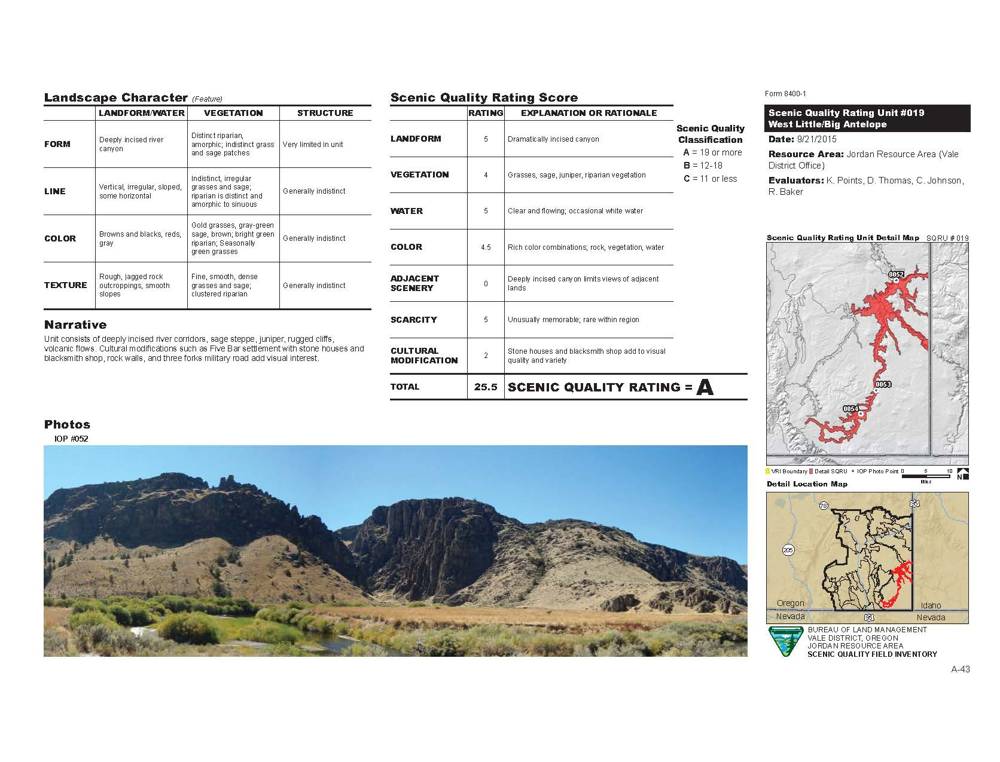 Landscape Character (Feature)
LANDFORM/WATER VEGETATION STRUCTURE
FORM
Deeply incised river
canyon
Distinct riparian,
amorphic; indistinct grass
and sage patches
Very limited in unit
LINE
Vertical, irregular, sloped,
some horizontal
Indistinct, irregular
grasses and sage;
riparian is distinct and
amorphic to sinuous
Generally indistinct
COLOR
Browns and blacks, reds,
gray
Gold grasses, gray-green
sage, brown; bright green
riparian; Seasonally
green grasses
Generally indistinct
TEXTURE
Rough, jagged rock
outcroppings, smooth
slopes
Fine, smooth, dense
grasses and sage;
clustered riparian
Generally indistinct
Narrative
Unit consists of deeply incised river corridors, sage steppe, juniper, rugged cliffs,
volcanic flows. Cultural modifications such as Five Bar settlement with stone houses and
blacksmith shop, rock walls, and three forks military road add visual interest.
Scenic Quality Rating Score
RATING EXPLANATION OR RATIONALE
LANDFORM 5 Dramatically incised canyon
VEGETATION 4 Grasses, sage, juniper, riparian vegetation
WATER 5 Clear and flowing; occasional white water
COLOR 4.5 Rich color combinations; rock, vegetation, water
ADJACENT
SCENERY
0
Deeply incised canyon limits views of adjacent
lands
SCARCITY 5 Unusually memorable; rare within region
CULTURAL
MODIFICATION
2
Stone houses and blacksmith shop add to visual
quality and variety
TOTAL 25.5 SCENIC QUALITY RATING = A
Scenic Quality
Classification
A = 19 or more
B = 12-18
C = 11 or less
Photos
IOP #052
Form 8400-1
Scenic Quality Rating Unit #019
West Little/Big Antelope
Date: 9/21/2015
Resource Area: Jordan Resource Area (Vale
District Office)
Evaluators: K. Points, D. Thomas, C. Johnson,
R. Baker
Scenic Quality Rating Unit Detail Map SQRU # 019
0052
0053
0054
VRI Boundary Detail SQRU IOP Photo Point 0 5 10
Miles
N
Detail Location Map
78
95
205
Oregon
Idaho
Nevada
95
Nevada
BUREAU OF LAND MANAGEMENT
VALE DISTRICT, OREGON
JORDAN RESOURCE AREA
SCENIC QUALITY FIELD INVENTORY
A-43